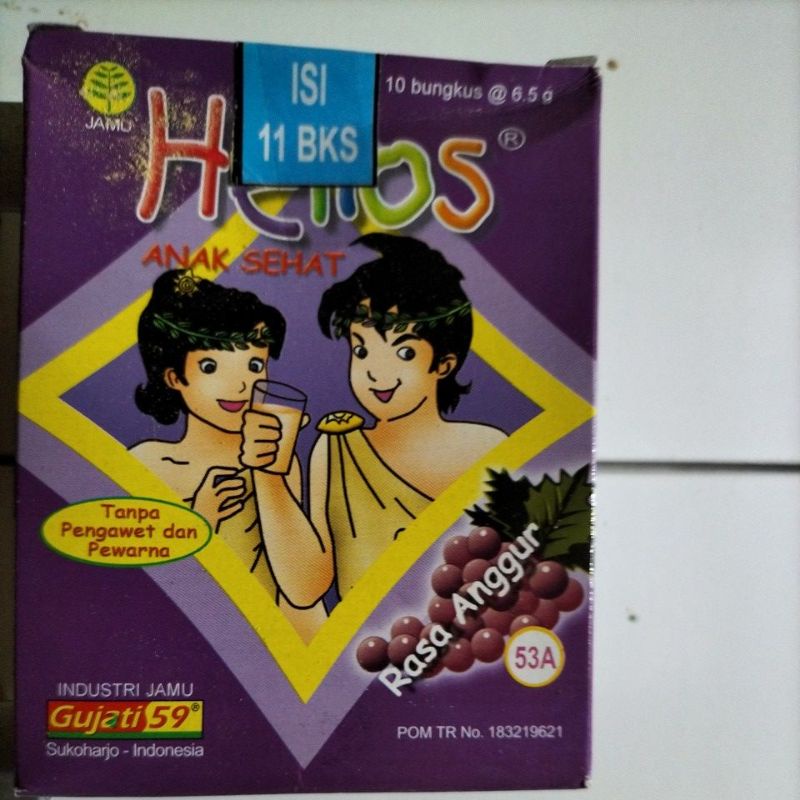 JAMU
ISI
11 BKS
10 bungkus @ 6.5 g
Helios ®
ANAK SEHAT
Tanpa
Pengawet dan
Pewarna
Rasa Anggur
53A
INDUSTRI JAMU
Gujati 59®
Sukoharjo - Indonesia
POM TR No. 183219621